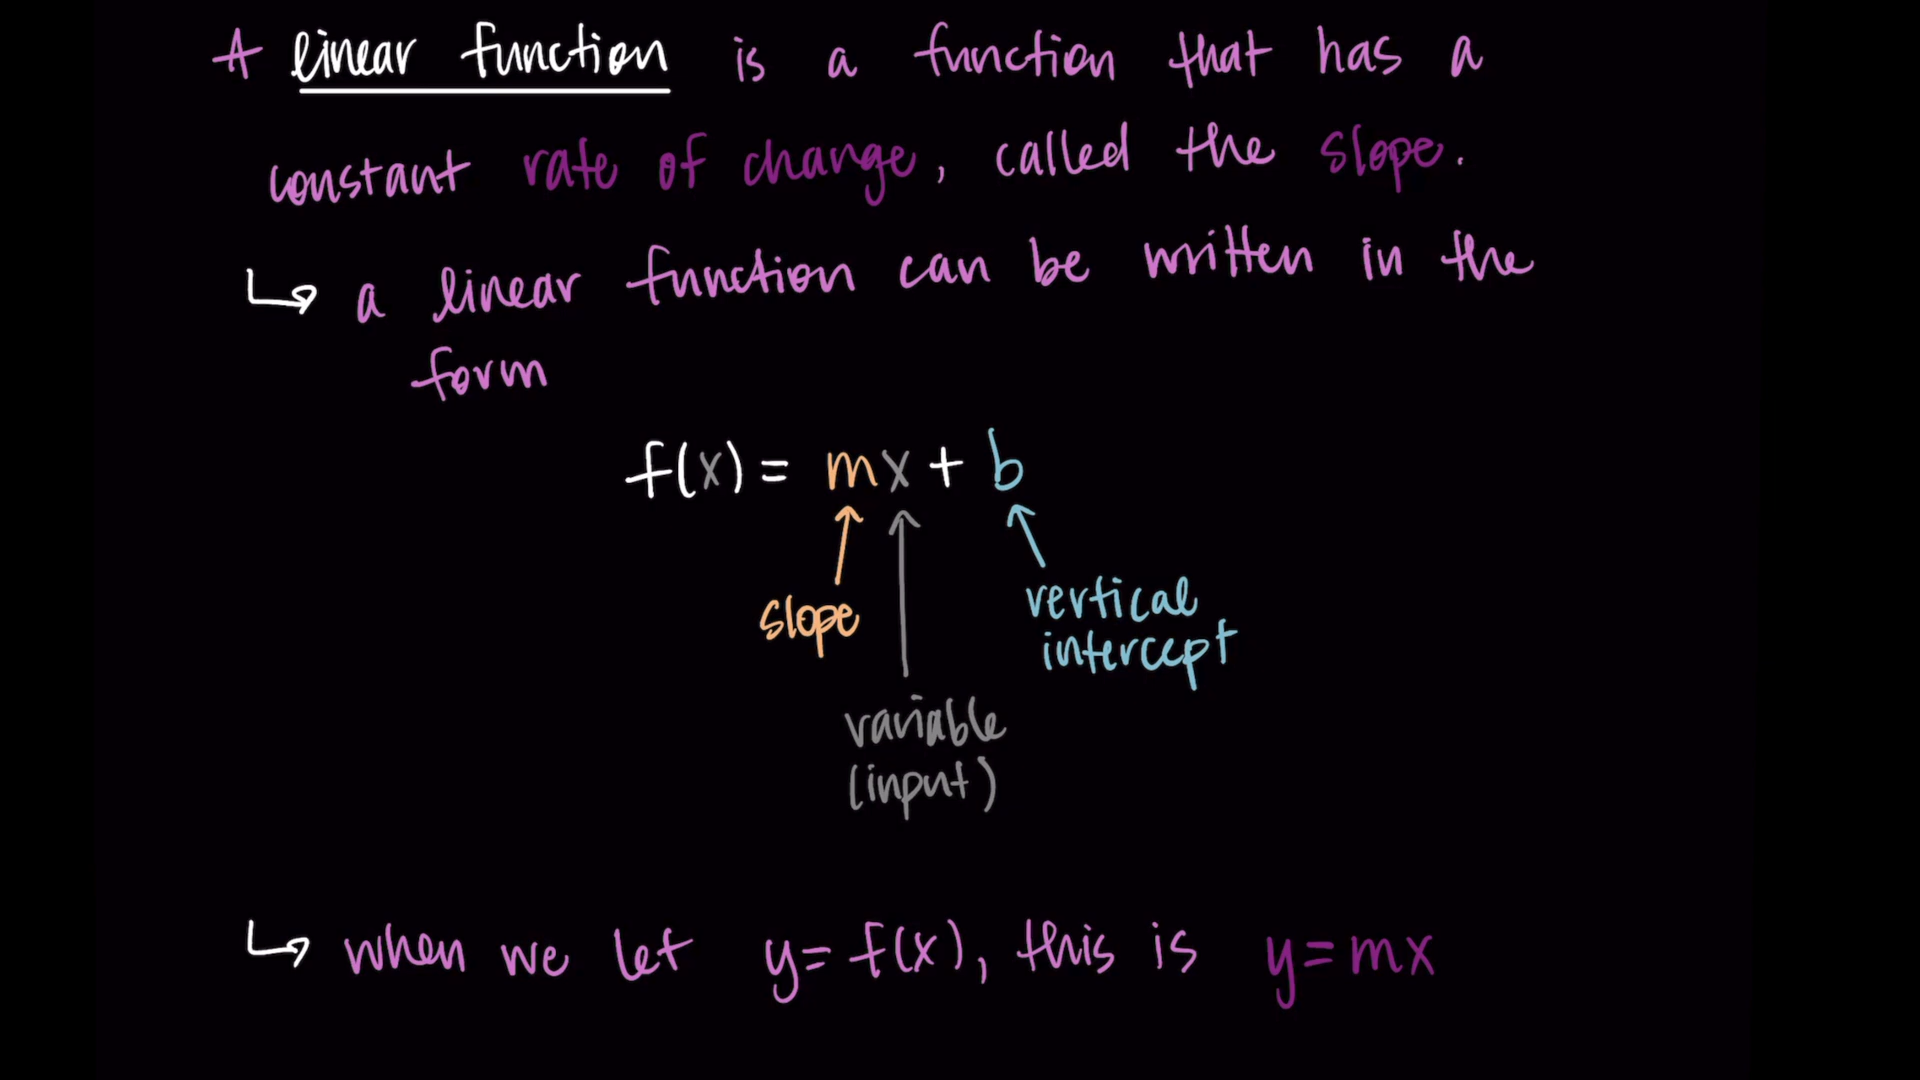 A linear function is a function that has a
constant rate of change, called the slope.
↳ a linear function can be written in the
form
f(x) = mx + b
slope
vertical
intercept
variable
(input)
↳ when we let y = f(x), this is y = mx